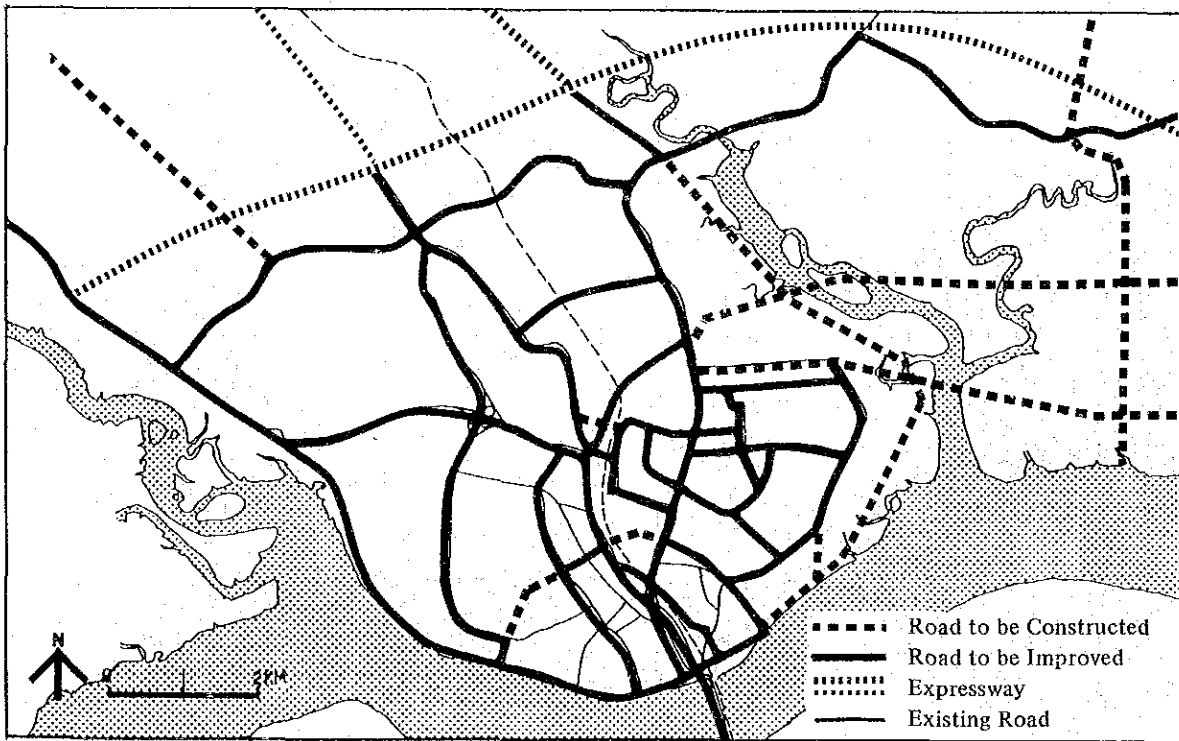 N
0
2KM
Road to be Constructed
Road to be Improved
Expressway
Existing Road